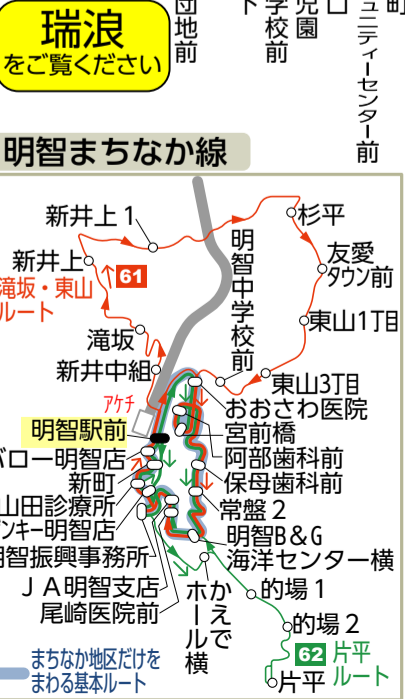 瑞浪
をご覧ください
団地前
ト
学校前
児園
口
ュニティーセンター前
町
明智まちなか線
新井上1
杉平
新井上
61
明智中学校前
友愛
タウン前
滝坂・東山
ルート
東山1丁目
滝坂
新井中組
東山3丁目
アケチ
おおさわ医院
明智駅前
宮前橋
バロー明智店
阿部歯科前
新町
保母歯科前
山田診療所
常盤2
ンキー明智店
明智B&G
海洋センター横
明智振興事務所
JA明智支店
かえで
ホール横
尾崎医院前
的場1
的場2
62 片平
ルート
片平
まちなか地区だけを
まわる基本ルート